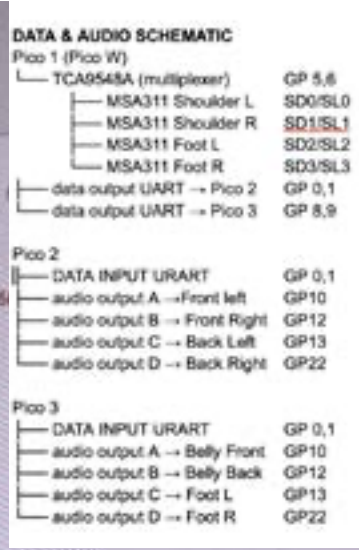 DATA & AUDIO SCHEMATIC
Pico 1 (Pico W)
TCA9548A (multiplexer) GP 5,6
MSA311 Shoulder L SD0/SL0
MSA311 Shoulder R SD1/SL1
MSA311 Foot L SD2/SL2
MSA311 Foot R SD3/SL3
data output UART → Pico 2 GP 0,1
data output UART → Pico 3 GP 8,9
Pico 2
DATA INPUT URART GP 0,1
audio output A →Front left GP10
audio output B → Front Right GP12
audio output C → Back Left GP13
audio output D → Back Right GP22
Pico 3
DATA INPUT URART GP 0,1
audio output A → Belly Front GP10
audio output B → Belly Back GP12
audio output C → Foot L GP13
audio output D → Foot R GP22